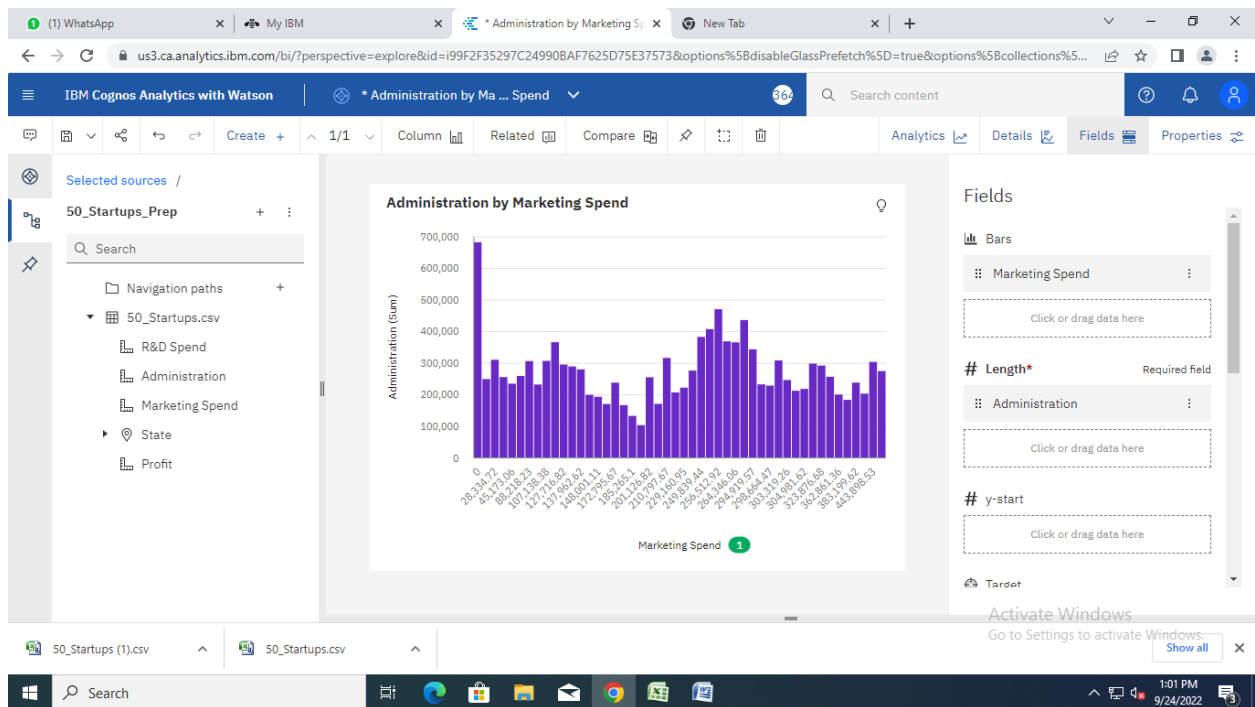 (1) WhatsApp
My IBM
* Administration by Marketing Sp
New Tab
us3.ca.analytics.ibm.com/bi/?perspective=explore&id=i99F2F35297C24990BAF7625D75E37573&options%5BdisableGlassPrefetch%5D=true&options%5Bcollections%5...
IBM Cognos Analytics with Watson
* Administration by Ma ... Spend
364
Search content
Create +
1/1
Column
Related
Compare
Analytics
Details
Fields
Properties
Selected sources /
50_Startups_Prep
Search
Navigation paths
50_Startups.csv
R&D Spend
Administration
Marketing Spend
State
Profit
Administration by Marketing Spend
700,000
600,000
500,000
400,000
300,000
200,000
100,000
0
Administration (Sum)
0
28,334.72
45,173.06
88,218.23
107,138.38
127,716.82
137,962.62
148,001.11
172,795.67
185,265.1
201,126.82
210,797.67
229,160.95
249,839.44
256,512.92
264,346.06
294,919.57
298,664.47
303,319.26
304,981.62
323,876.68
362,861.36
383,199.62
443,898.53
Marketing Spend 1
Fields
Bars
Marketing Spend
Click or drag data here
# Length* Required field
Administration
Click or drag data here
# y-start
Click or drag data here
Target
Activate Windows
Go to Settings to activate Windows.
50_Startups (1).csv
50_Startups.csv
Show all
Search
1:01 PM
9/24/2022
3